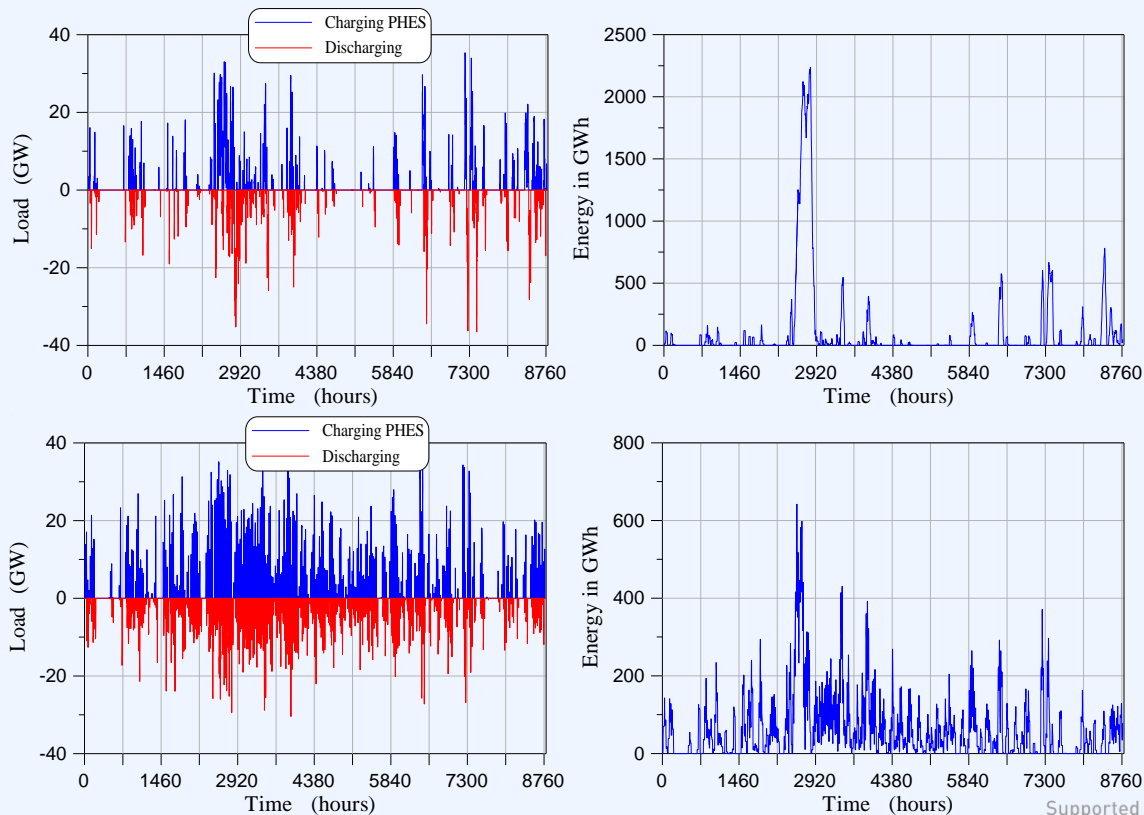 Charging PHES
Discharging
40
20
0
-20
-40
Load (GW)
0 1460 2920 4380 5840 7300 8760
Time (hours)
2500
2000
1500
1000
500
0
Energy in GWh
0 1460 2920 4380 5840 7300 8760
Time (hours)
Charging PHES
Discharging
40
20
0
-20
-40
Load (GW)
0 1460 2920 4380 5840 7300 8760
Time (hours)
800
600
400
200
0
Energy in GWh
0 1460 2920 4380 5840 7300 8760
Time (hours)
Supported